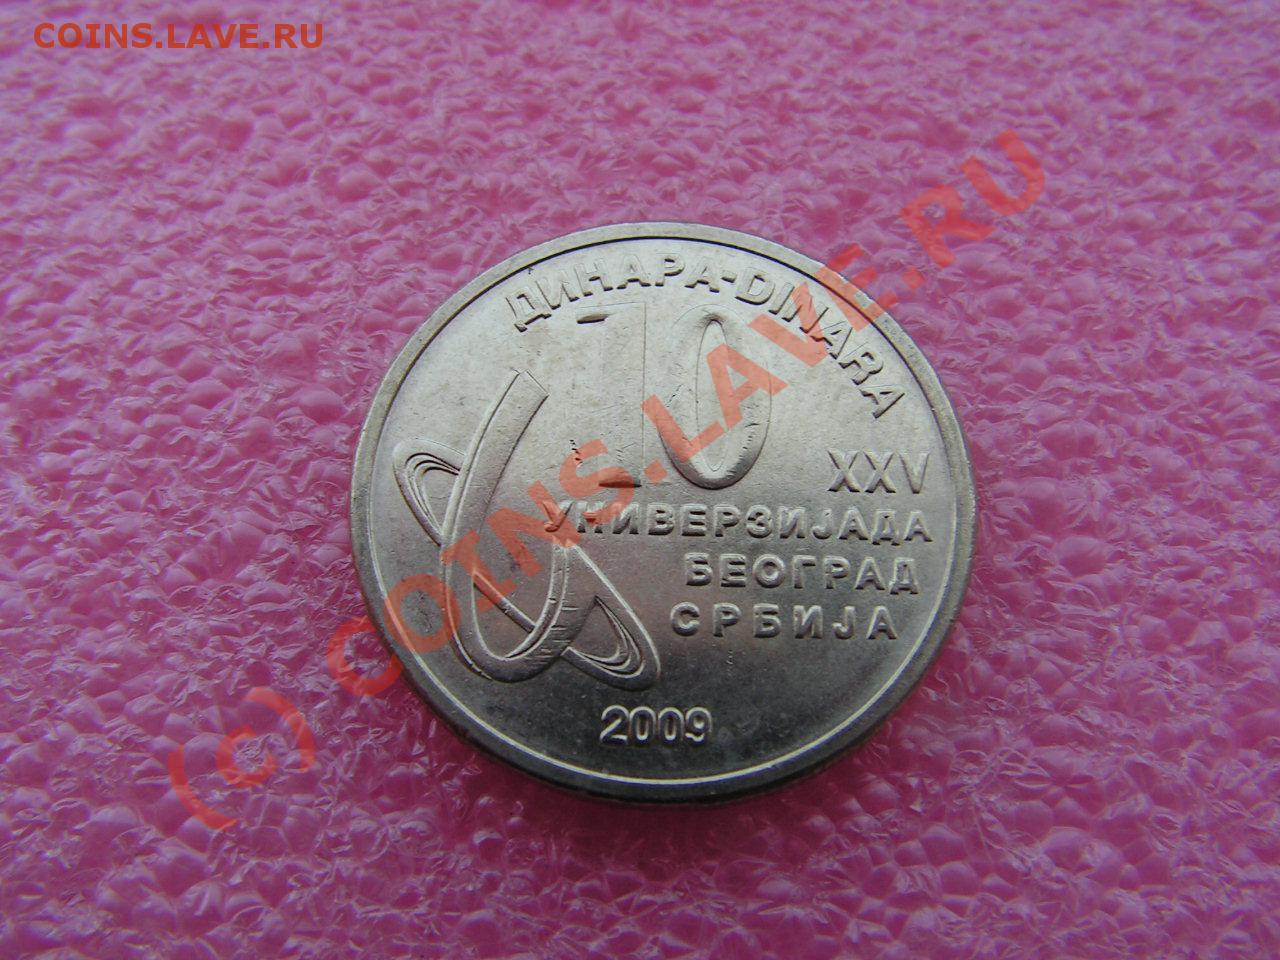 COINS.LAVE.RU
ДИНАРА-DINARA
10
XXV
УНИВЕРЗИЈАДА
БЕОГРАД
СРБИЈА
2009
(c) COINS.LAVE.RU